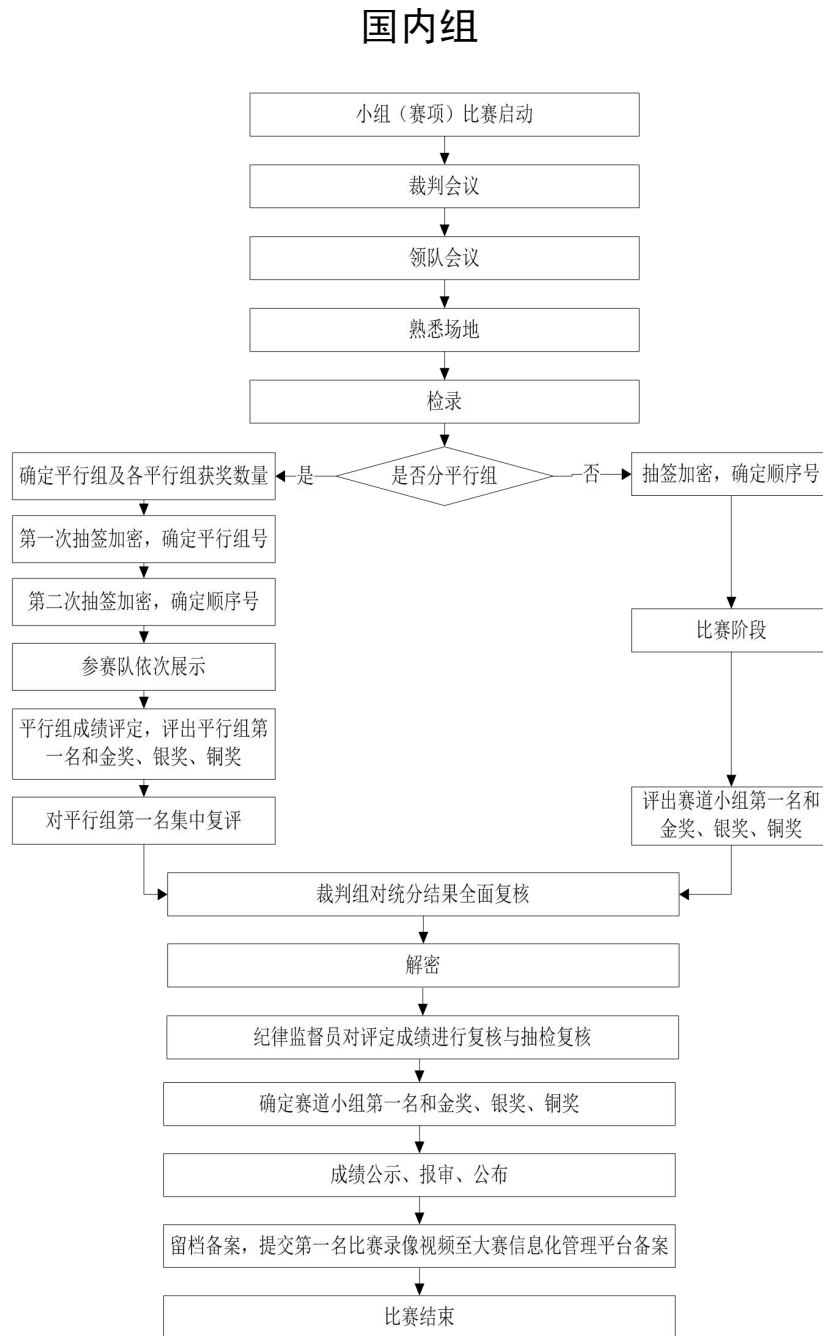 国内组
小组（赛项）比赛启动
裁判会议
领队会议
熟悉场地
检录
是否分平行组
是
否
确定平行组及各平行组获奖数量
第一次抽签加密，确定平行组号
第二次抽签加密，确定顺序号
参赛队依次展示
平行组成绩评定，评出平行组第
一名和金奖、银奖、铜奖
对平行组第一名集中复评
抽签加密，确定顺序号
比赛阶段
评出赛道小组第一名和
金奖、银奖、铜奖
裁判组对统分结果全面复核
解密
纪律监督员对评定成绩进行复核与抽检复核
确定赛道小组第一名和金奖、银奖、铜奖
成绩公示、报审、公布
留档备案，提交第一名比赛录像视频至大赛信息化管理平台备案
比赛结束